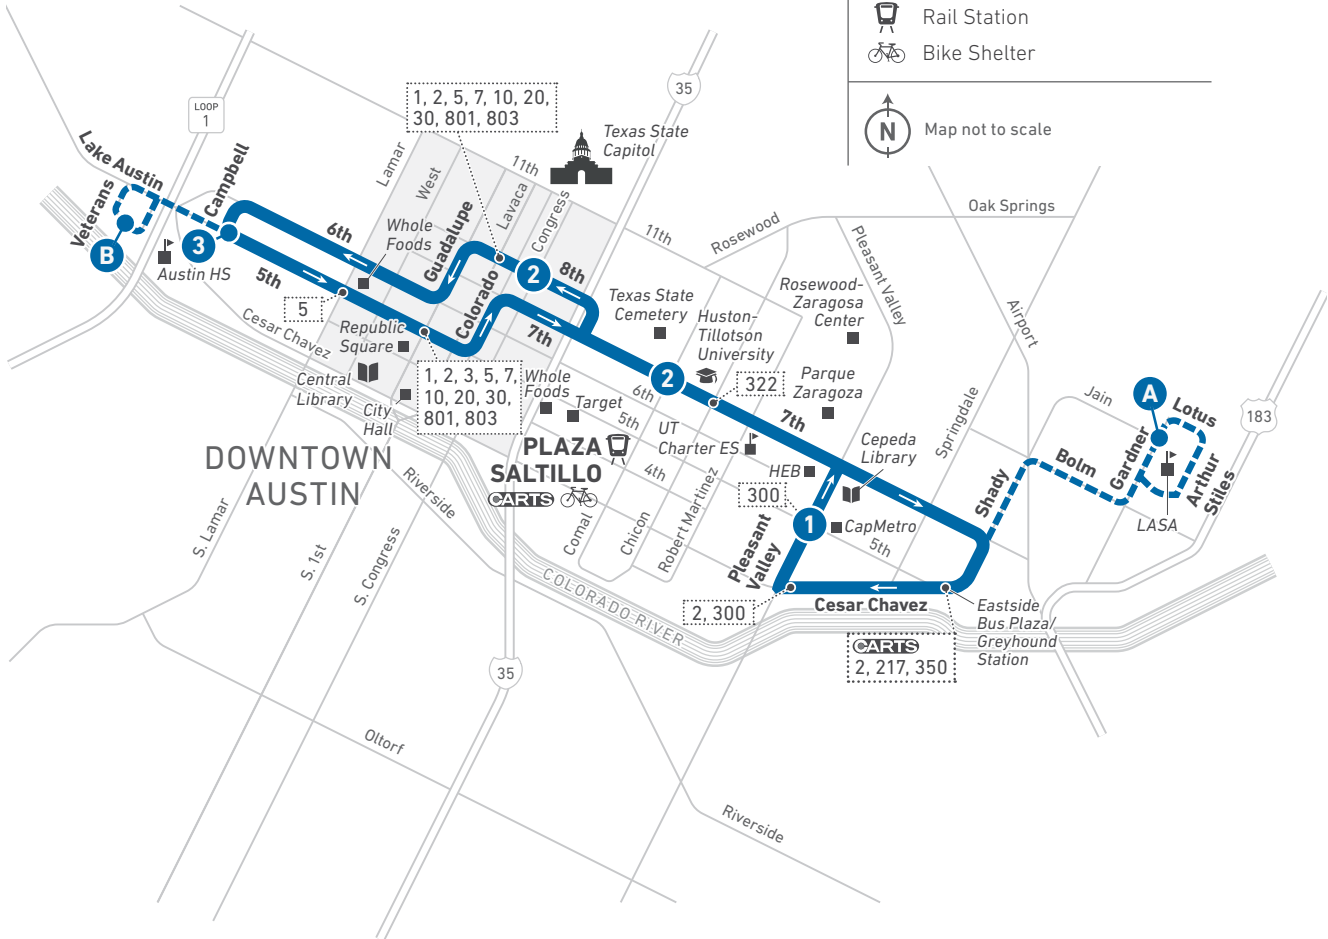 Rail Station
Bike Shelter
N
Map not to scale
35
LOOP
1
1, 2, 5, 7, 10, 20,
30, 801, 803
Texas State
Capitol
Lake Austin
Campbell
Veterans
B
3
Austin HS
Lamar
West
11th
Lavaca
Congress
Guadalupe
Whole
Foods
6th
5th
5
Cesar Chavez
Republic
Square
Central
Library
City
Hall
Colorado
2
8th
7th
1, 2, 3, 5, 7,
10, 20, 30,
801, 803
11th
Rosewood
Oak Springs
Pleasant Valley
Airport
Texas State
Cemetery
Huston-
Tillotson
University
Rosewood-
Zaragosa
Center
Parque
Zaragoza
2
322
7th
6th
5th
4th
Whole
Foods
Target
UT
Charter ES
HEB
Cepeda
Library
Springdale
Jain
A
Lotus
Gardner
Arthur
Stiles
183
LASA
Bolm
Shady
DOWNTOWN
AUSTIN
PLAZA
SALTILLO
CARTS
300
1
CapMetro
5th
Pleasant
Valley
Robert Martinez
Chicon
Comal
Riverside
S. Lamar
S. 1st
S. Congress
COLORADO RIVER
2, 300
Cesar Chavez
Eastside
Bus Plaza/
Greyhound
Station
CARTS
2, 217, 350
35
Oltorf
Riverside